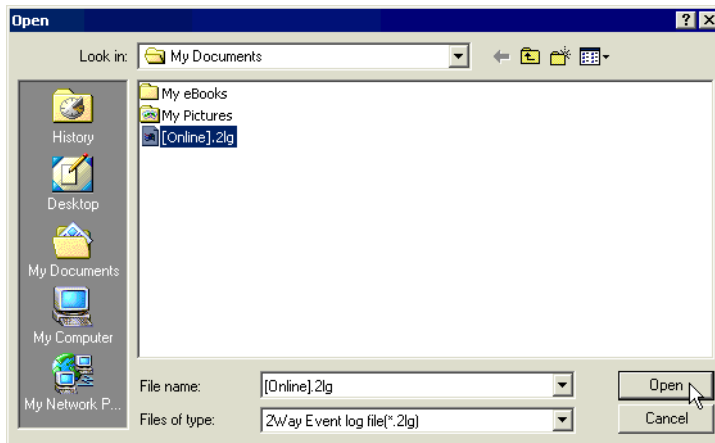 Open
Look in: My Documents
History
Desktop
My Documents
My Computer
My Network P...
My eBooks
My Pictures
[Online].2lg
File name: [Online].2lg Open
Files of type: 2Way Event log file(*.2lg) Cancel